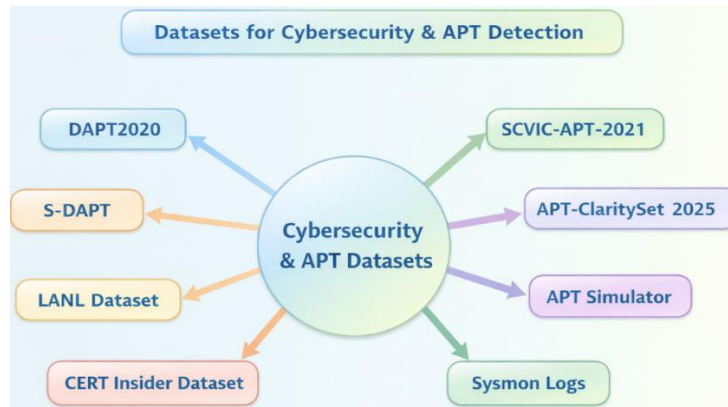 Datasets for Cybersecurity & APT Detection
DAPT2020
SCVIC-APT-2021
S-DAPT
APT-ClaritySet 2025
Cybersecurity
& APT Datasets
LANL Dataset
APT Simulator
CERT Insider Dataset
Sysmon Logs